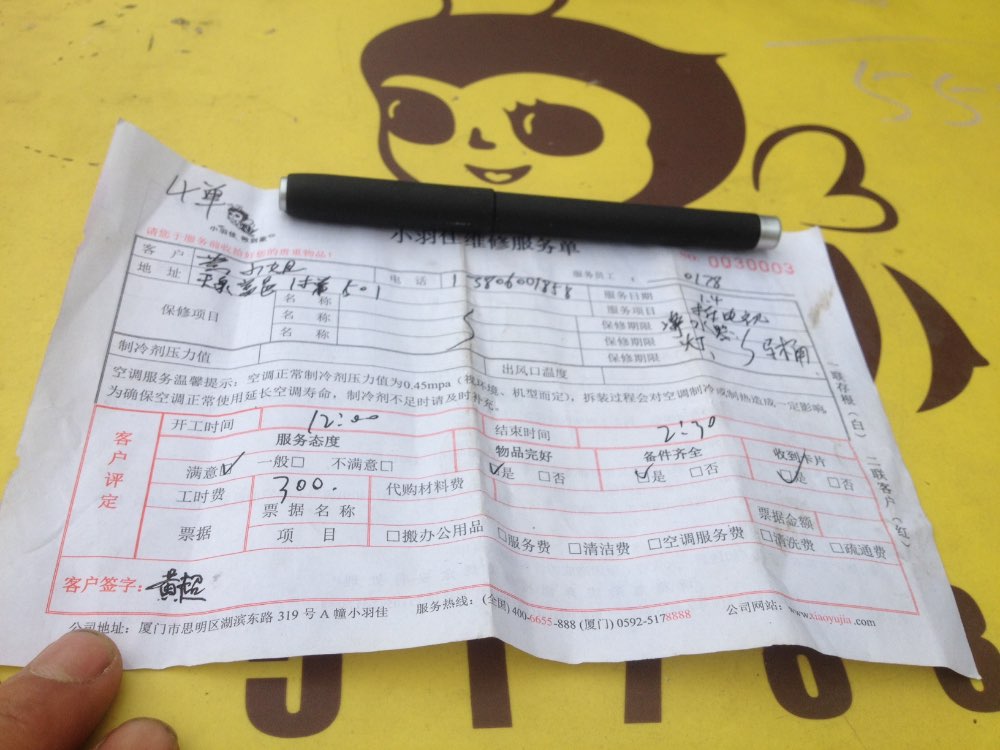 55
4单
小羽佳 帮到家
小羽佳维修服务单
请您于服务前收拾好您的贵重物品！
0030003
客 户 电 话 服务员工 0178
地 址 501 服务日期 1.4
保修项目 名 称 服务项目
名 称 保修期限
名 称 保修期限
保修期限
制冷剂压力值 出风口温度
空调服务温馨提示：空调正常制冷剂压力值为0.45mpa（按环境、机型而定），拆装过程会对空调制冷或制热造成一定影响
为确保空调正常使用延长空调寿命，制冷剂不足时请及时补充。
一联存根（白） 二联客户（红）
客户评定
开工时间 12:00 结束时间 2:30
服务态度 物品完好 备件齐全 收到卡片
满意☑ 一般□ 不满意□ ☑是 □否 ☑是 □否 ☑是 □否
工时费 300. 代购材料费
票据 票据名称 票据金额
项 目 □搬办公用品 □服务费 □清洁费 □空调服务费 □清洗费 □疏通费
客户签字：黄超
公司地址：厦门市思明区湖滨东路 319 号 A 幢小羽佳 服务热线：(全国) 400-6655-888 (厦门) 0592-5178888 公司网站：www.xiaoyujia.com